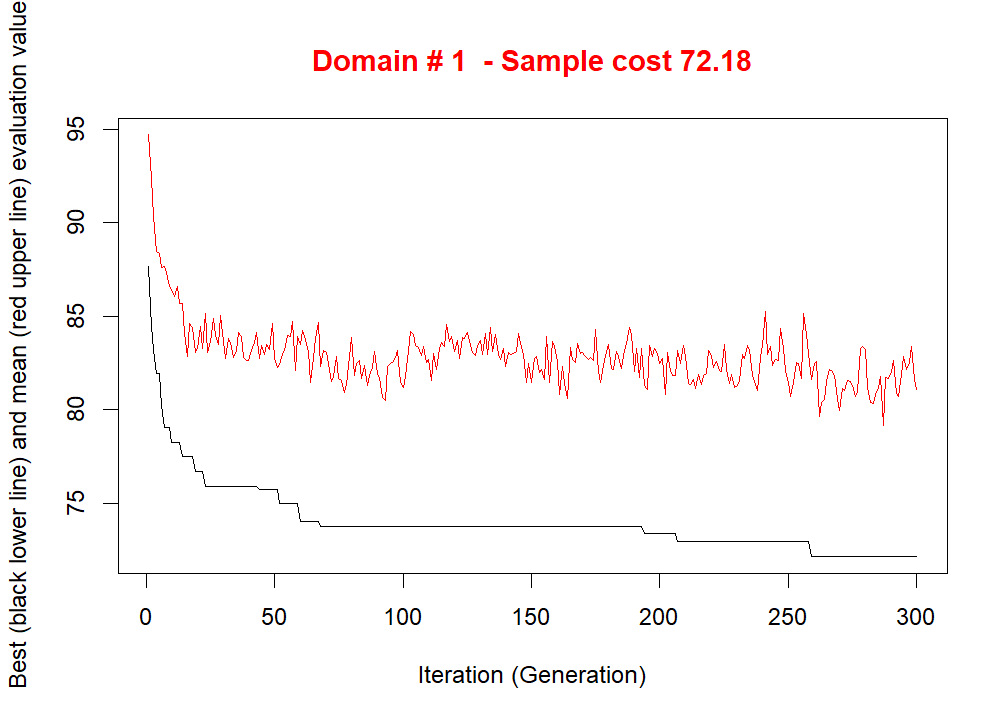 Domain # 1  - Sample cost 72.18
Best (black lower line) and mean (red upper line) evaluation value
95
90
85
80
75
0 50 100 150 200 250 300
Iteration (Generation)